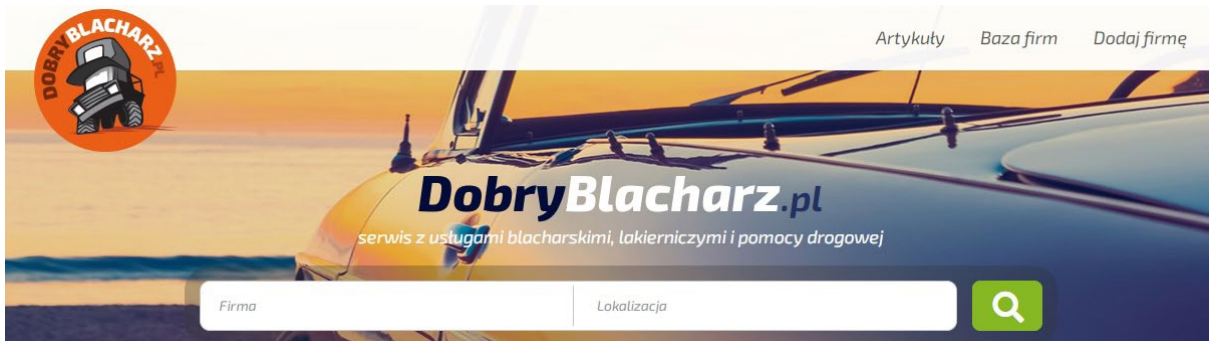 DOBRYBLACHARZ.PL
Artykuły
Baza firm
Dodaj firmę
DobryBlacharz.pl
serwis z usługami blacharskimi, lakierniczymi i pomocy drogowej
Firma
Lokalizacja